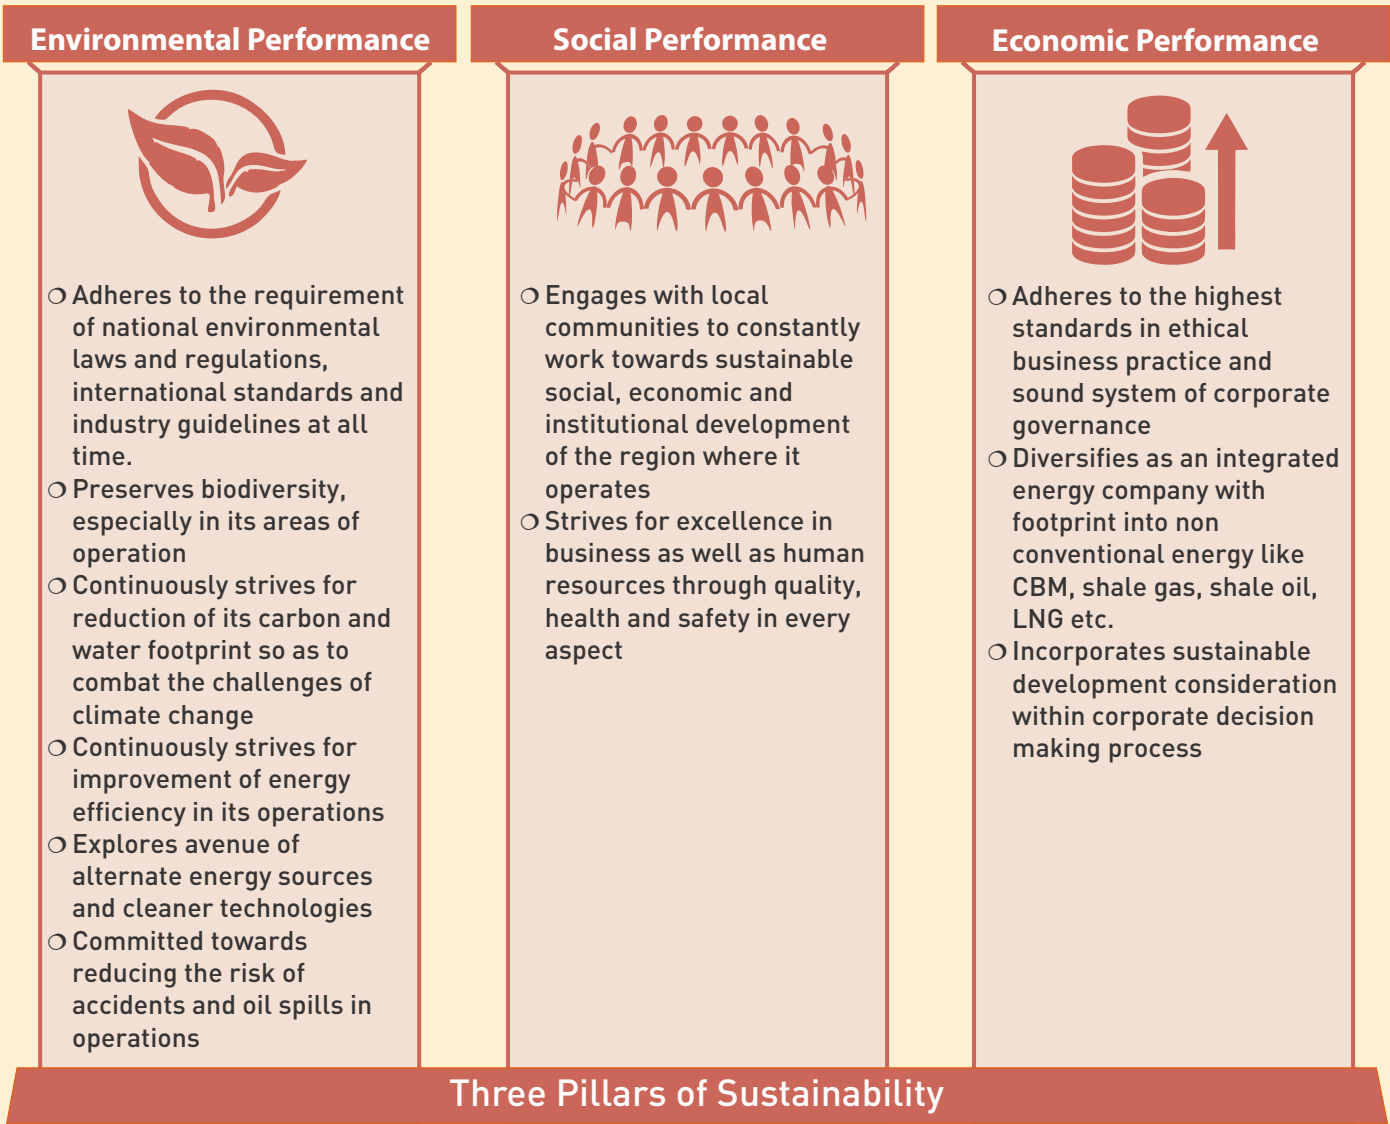 Environmental Performance
❍ Adheres to the requirement
of national environmental
laws and regulations,
international standards and
industry guidelines at all
time.
❍ Preserves biodiversity,
especially in its areas of
operation
❍ Continuously strives for
reduction of its carbon and
water footprint so as to
combat the challenges of
climate change
❍ Continuously strives for
improvement of energy
efficiency in its operations
❍ Explores avenue of
alternate energy sources
and cleaner technologies
❍ Committed towards
reducing the risk of
accidents and oil spills in
operations
Social Performance
❍ Engages with local
communities to constantly
work towards sustainable
social, economic and
institutional development
of the region where it
operates
❍ Strives for excellence in
business as well as human
resources through quality,
health and safety in every
aspect
Economic Performance
❍ Adheres to the highest
standards in ethical
business practice and
sound system of corporate
governance
❍ Diversifies as an integrated
energy company with
footprint into non
conventional energy like
CBM, shale gas, shale oil,
LNG etc.
❍ Incorporates sustainable
development consideration
within corporate decision
making process
Three Pillars of Sustainability